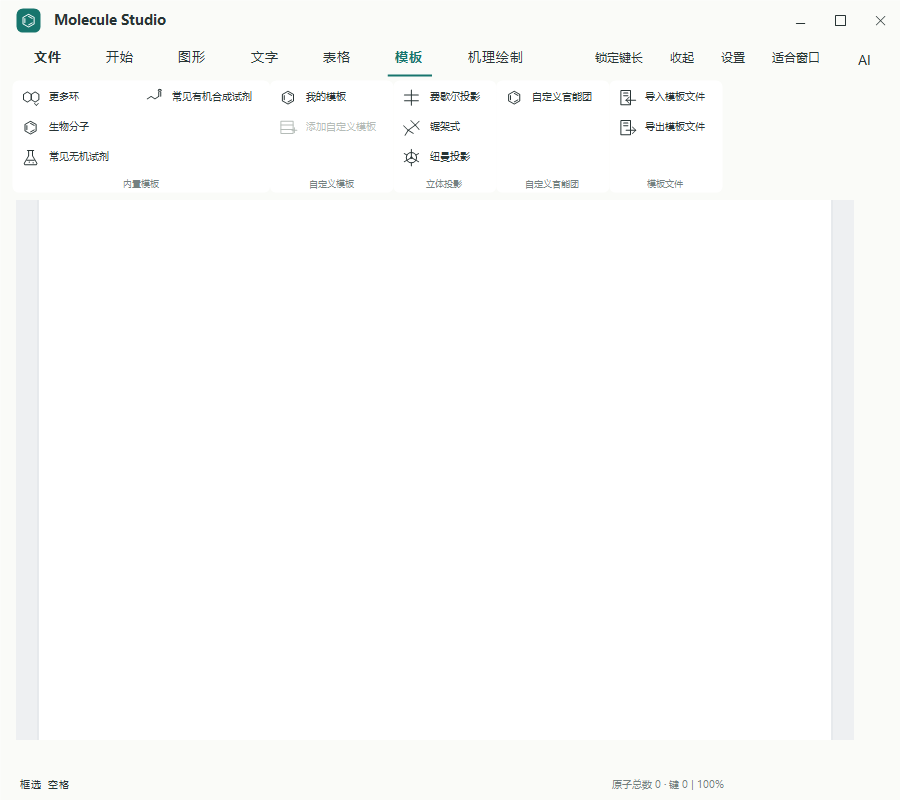 Molecule Studio
文件 开始 图形 文字 表格 模板 机理绘制 锁定键长 收起 设置 适合窗口 AI
更多环 常见有机合成试剂 我的模板 费歇尔投影 自定义官能团 导入模板文件
生物分子 添加自定义模板 锯架式 导出模板文件
常见无机试剂 纽曼投影
内置模板 自定义模板 立体投影 自定义官能团 模板文件
框选 空格 原子总数 0 · 键 0 | 100%